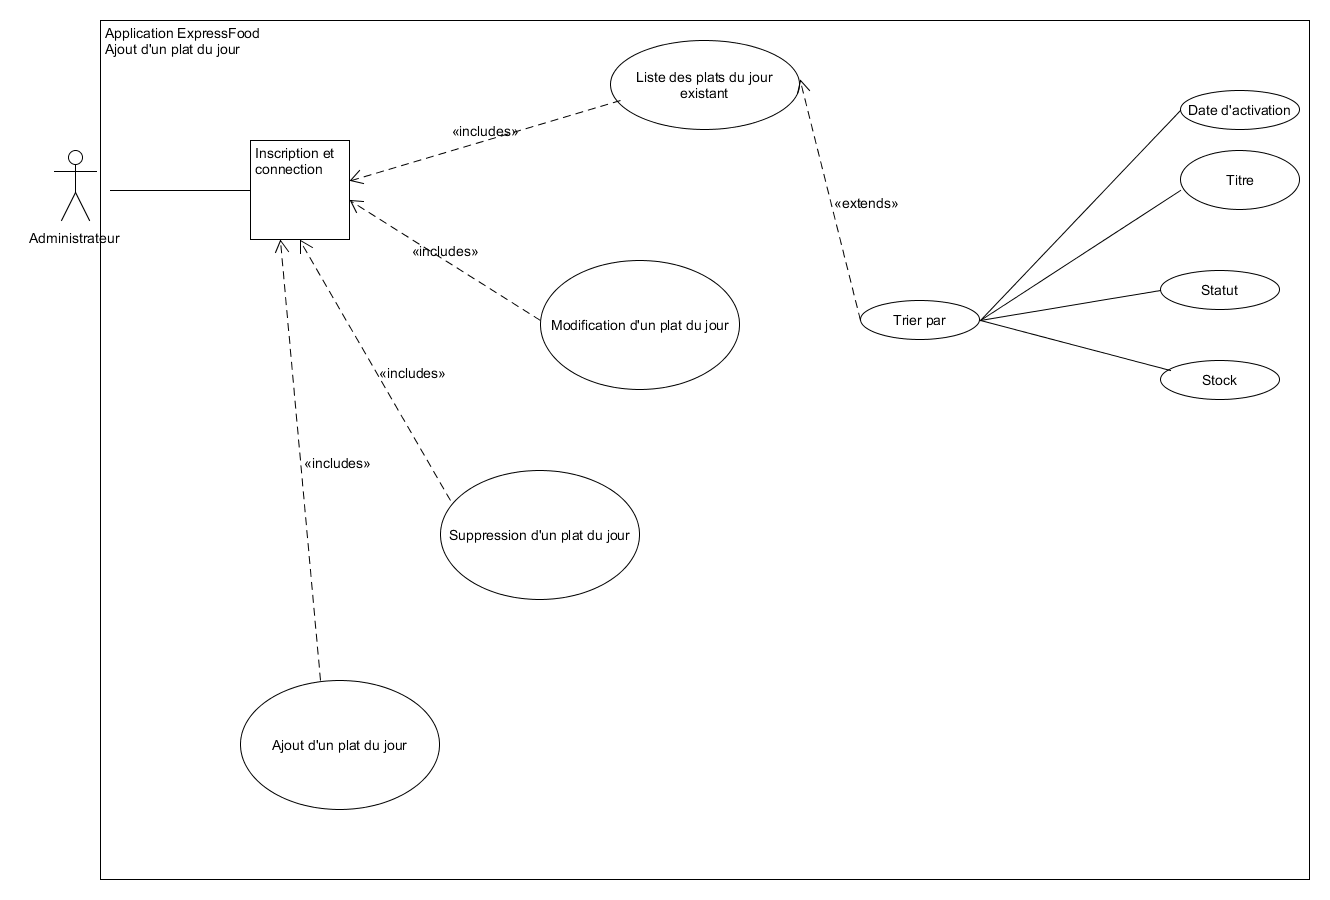 Application ExpressFood
Ajout d'un plat du jour
Liste des plats du jour
existant
Date d'activation
«includes»
Inscription et
connection
Titre
«extends»
Administrateur
«includes»
Statut
Trier par
Modification d'un plat du jour
«includes»
Stock
«includes»
Suppression d'un plat du jour
Ajout d'un plat du jour